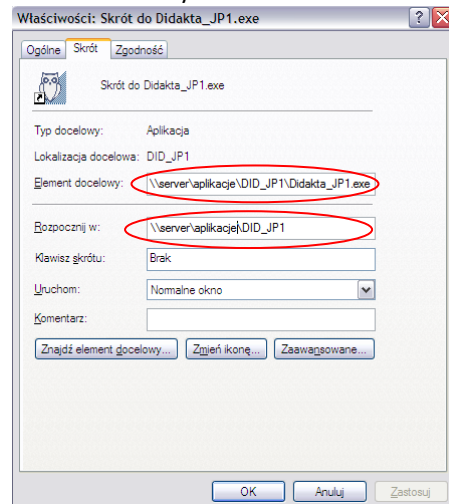 Właściwości: Skrót do Didakta_JP1.exe
Ogólne Skrót Zgodność
Skrót do Didakta_JP1.exe
Typ docelowy: Aplikacja
Lokalizacja docelowa: DID_JP1
Element docelowy: \\server\aplikacje\DID_JP1\Didakta_JP1.exe
Rozpocznij w: \\server\aplikacje\DID_JP1
Klawisz skrótu: Brak
Uruchom: Normalne okno
Komentarz:
Znajdź element docelowy... Zmień ikonę... Zaawansowane...
OK Anuluj Zastosuj